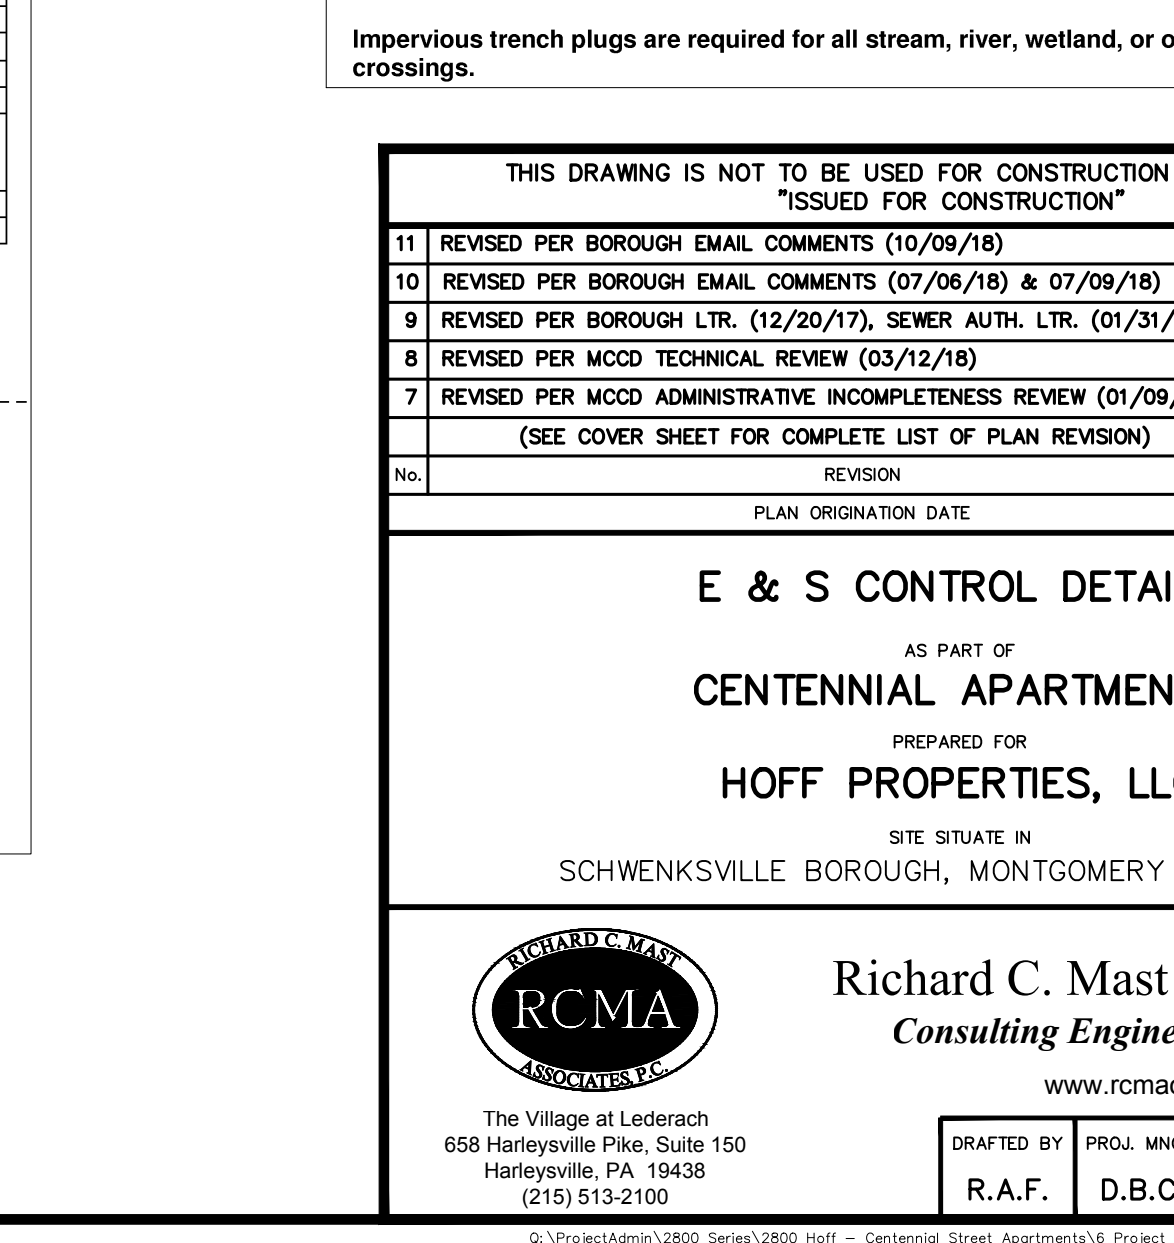 Impervious trench plugs are required for all stream, river, wetland, or
crossings.
THIS DRAWING IS NOT TO BE USED FOR CONSTRUCTION
"ISSUED FOR CONSTRUCTION"
11 REVISED PER BOROUGH EMAIL COMMENTS (10/09/18)
10 REVISED PER BOROUGH EMAIL COMMENTS (07/06/18) & 07/09/18)
9 REVISED PER BOROUGH LTR. (12/20/17), SEWER AUTH. LTR. (01/31/
8 REVISED PER MCCD TECHNICAL REVIEW (03/12/18)
7 REVISED PER MCCD ADMINISTRATIVE INCOMPLETENESS REVIEW (01/09/
(SEE COVER SHEET FOR COMPLETE LIST OF PLAN REVISION)
No. REVISION
PLAN ORIGINATION DATE
E & S CONTROL DETAI
AS PART OF
CENTENNIAL APARTMEN
PREPARED FOR
HOFF PROPERTIES, LLC
SITE SITUATE IN
SCHWENKSVILLE BOROUGH, MONTGOMERY
RICHARD C. MAST
RCMA
ASSOCIATES, P.C.
Richard C. Mast
Consulting Engine
www.rcma
The Village at Lederach
658 Harleysville Pike, Suite 150
Harleysville, PA 19438
(215) 513-2100
DRAFTED BY PROJ. MNG
R.A.F. D.B.C
Q:\ProjectAdmin\2800 Series\2800 Hoff - Centennial Street Apartments\6 Project